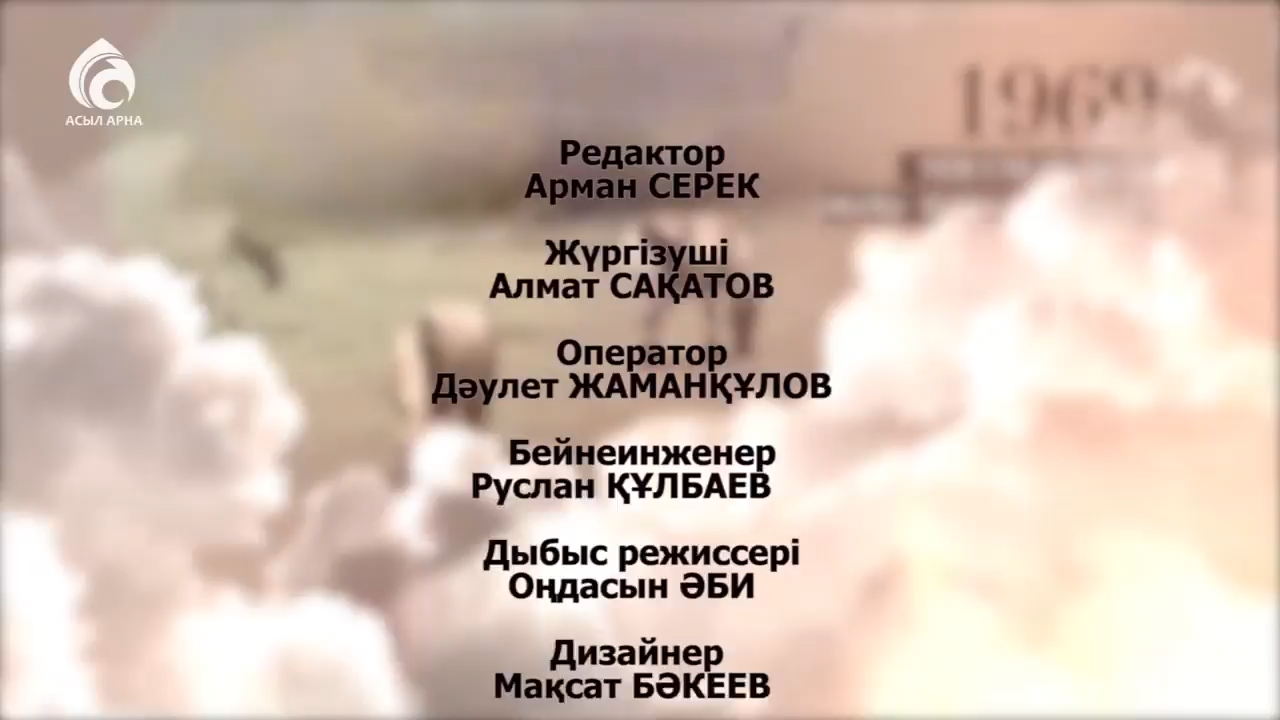 АСЫЛ АРНА
1969
Редактор
Арман СЕРЕК
Жүргізуші
Алмат САҚАТОВ
Оператор
Дәулет ЖАМАНҚҰЛОВ
Бейнеинженер
Руслан ҚҰЛБАЕВ
Дыбыс режиссері
Оңдасын ӘБИ
Дизайнер
Мақсат БӘКЕЕВ